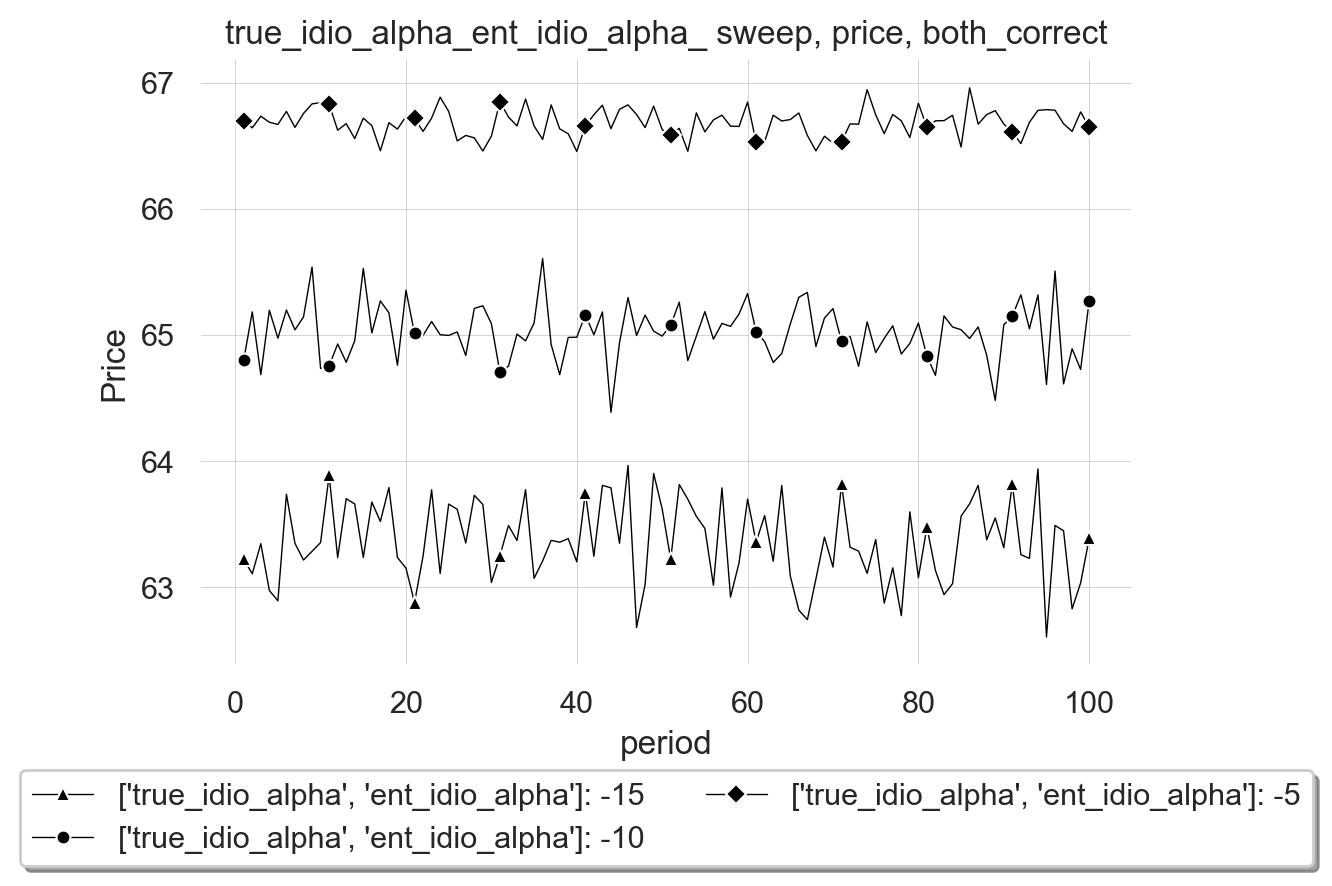 true_idio_alpha_ent_idio_alpha_ sweep, price, both_correct
67
66
65
64
63
Price
0 20 40 60 80 100
period
['true_idio_alpha', 'ent_idio_alpha']: -15
['true_idio_alpha', 'ent_idio_alpha']: -10
['true_idio_alpha', 'ent_idio_alpha']: -5